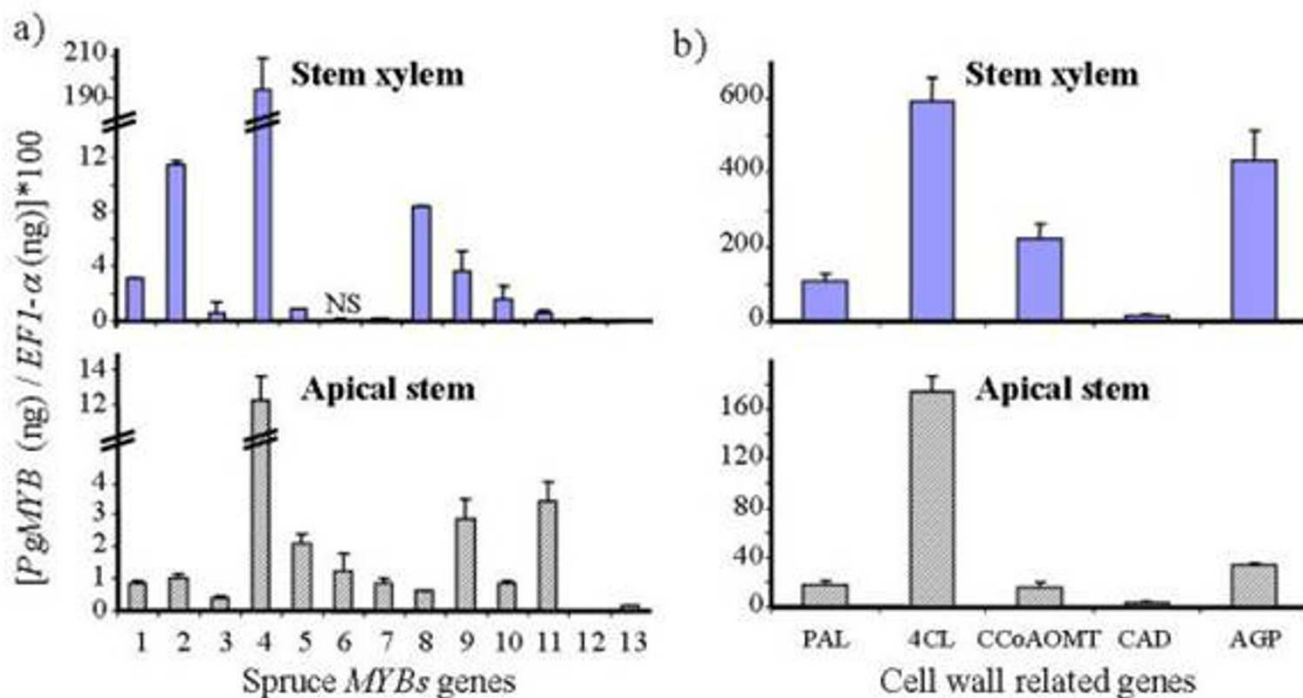 a)
[PgMYB (ng) / EF1-α (ng)]*100
Stem xylem
210
190
12
8
4
0
NS
Apical stem
14
12
4
3
2
1
0
1 2 3 4 5 6 7 8 9 10 11 12 13
Spruce MYBs genes
b)
Stem xylem
600
400
200
0
Apical stem
160
120
80
40
0
PAL 4CL CCoAOMT CAD AGP
Cell wall related genes